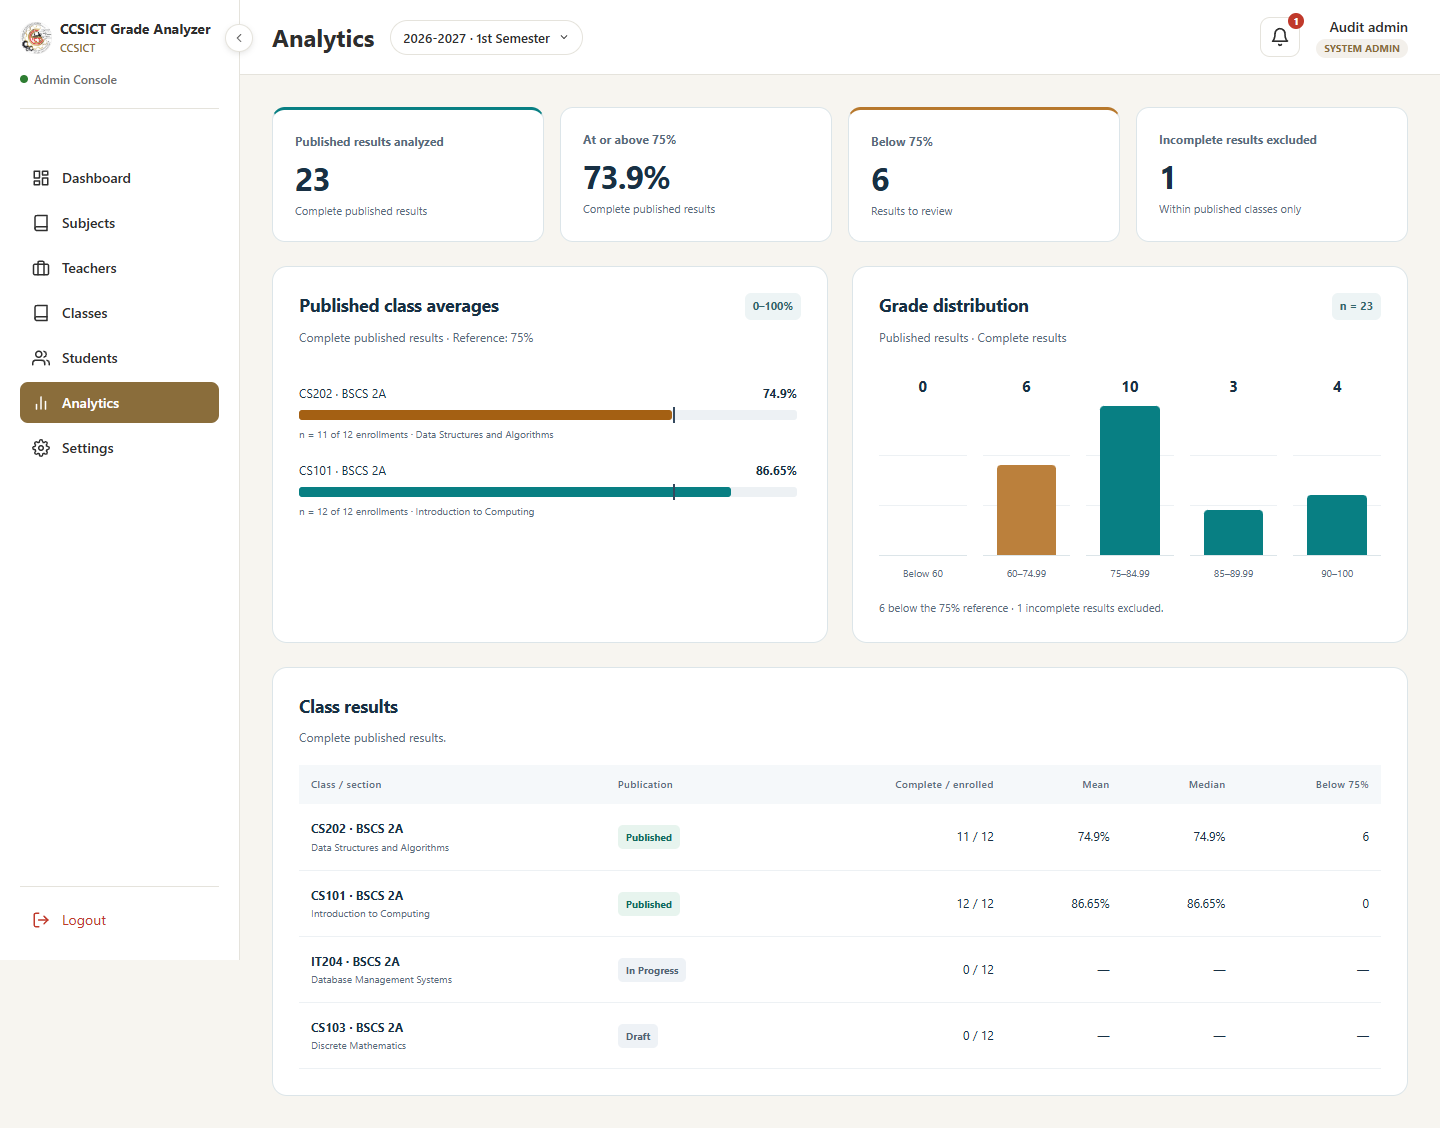 CCSICT Grade Analyzer
CCSICT
Admin Console
Dashboard
Subjects
Teachers
Classes
Students
Analytics
Settings
Logout
Analytics
2026-2027 · 1st Semester
1
Audit admin
SYSTEM ADMIN
Published results analyzed
23
Complete published results
At or above 75%
73.9%
Complete published results
Below 75%
6
Results to review
Incomplete results excluded
1
Within published classes only
Published class averages
0–100%
Complete published results · Reference: 75%
CS202 · BSCS 2A 74.9%
n = 11 of 12 enrollments · Data Structures and Algorithms
CS101 · BSCS 2A 86.65%
n = 12 of 12 enrollments · Introduction to Computing
Grade distribution
n = 23
Published results · Complete results
0 6 10 3 4
Below 60 60–74.99 75–84.99 85–89.99 90–100
6 below the 75% reference · 1 incomplete results excluded.
Class results
Complete published results.
Class / section Publication Complete / enrolled Mean Median Below 75%
CS202 · BSCS 2A
Data Structures and Algorithms
Published 11 / 12 74.9% 74.9% 6
CS101 · BSCS 2A
Introduction to Computing
Published 12 / 12 86.65% 86.65% 0
IT204 · BSCS 2A
Database Management Systems
In Progress 0 / 12 — — —
CS103 · BSCS 2A
Discrete Mathematics
Draft 0 / 12 — — —